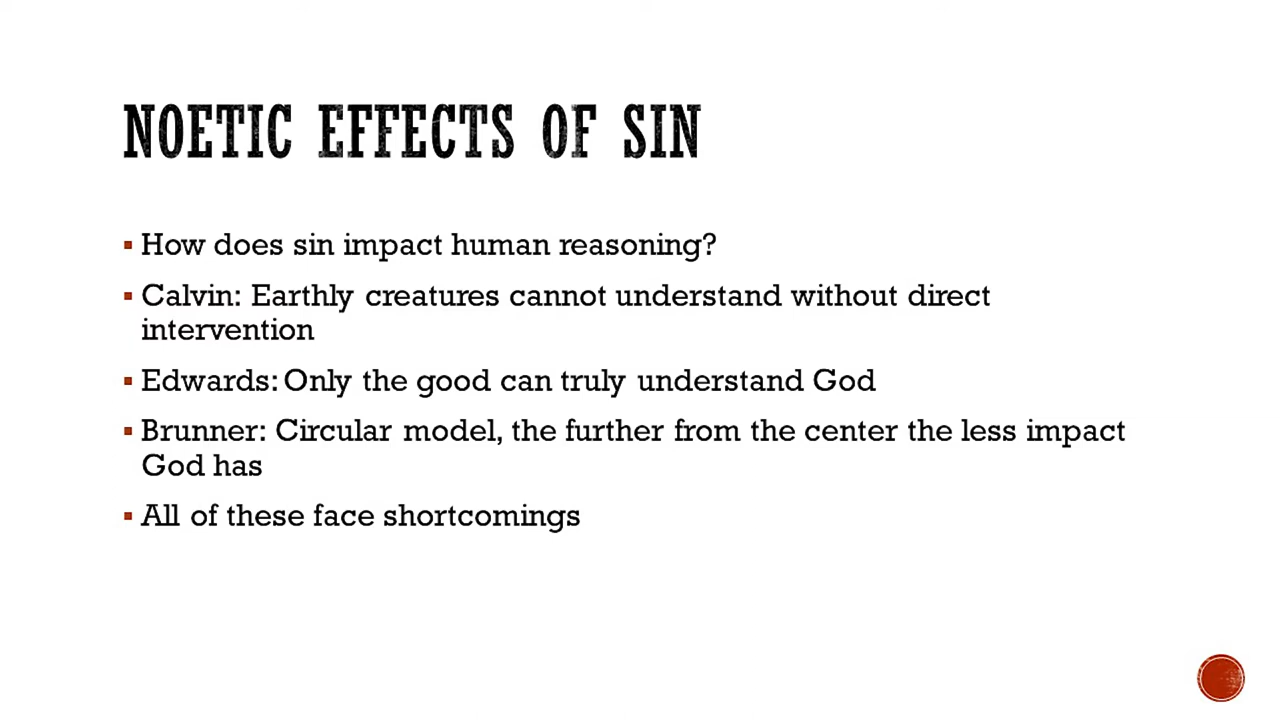 NOETIC EFFECTS OF SIN
▪ How does sin impact human reasoning?
▪ Calvin: Earthly creatures cannot understand without direct
intervention
▪ Edwards: Only the good can truly understand God
▪ Brunner: Circular model, the further from the center the less impact
God has
▪ All of these face shortcomings